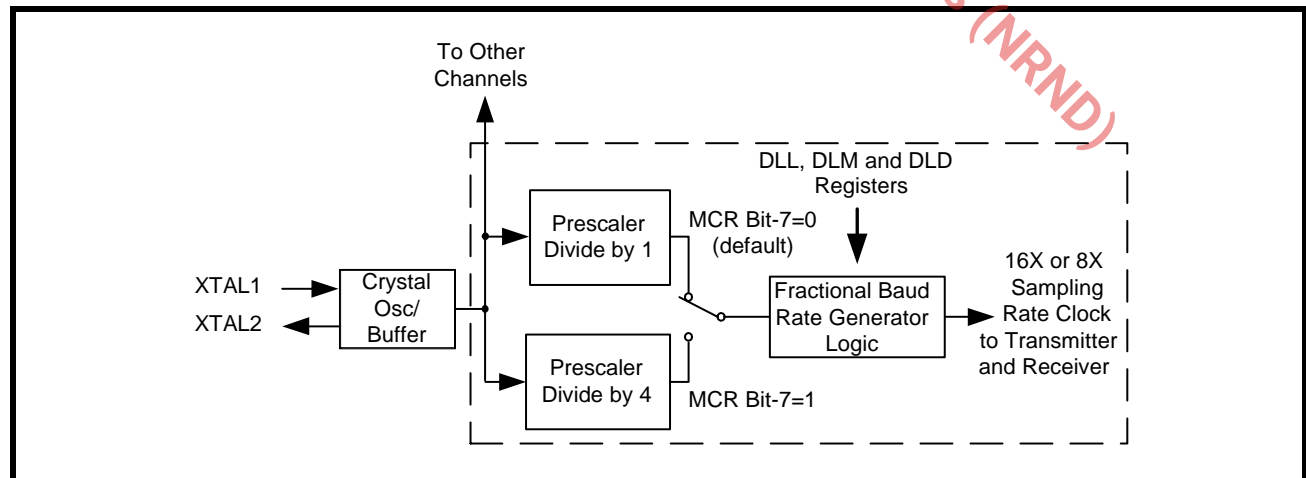 (NRND)
To Other
Channels
DLL, DLM and DLD
Registers
Prescaler
Divide by 1
MCR Bit-7=0
(default)
XTAL1
XTAL2
Crystal
Osc/
Buffer
Fractional Baud
Rate Generator
Logic
16X or 8X
Sampling
Rate Clock
to Transmitter
and Receiver
Prescaler
Divide by 4
MCR Bit-7=1